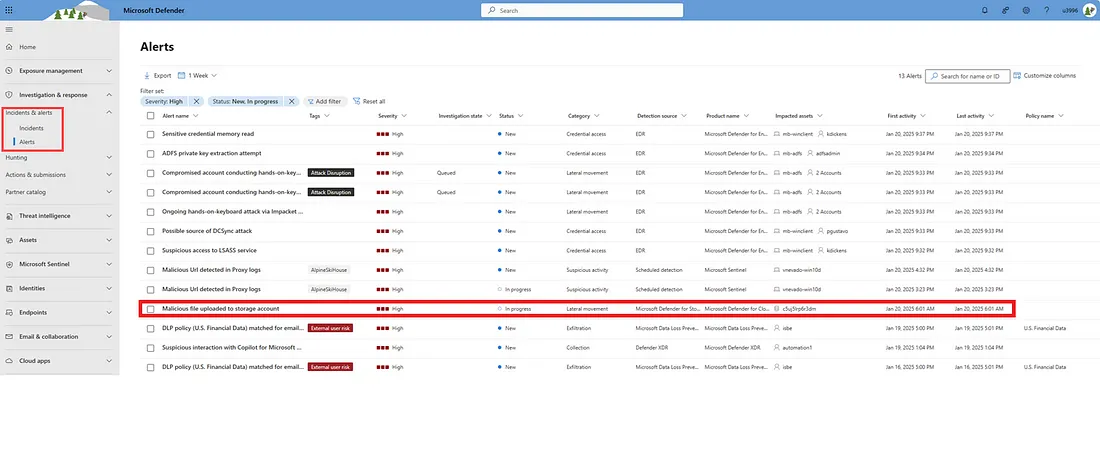 Microsoft Defender
Search
u3996
Home
Exposure management
Investigation & response
Incidents & alerts
Incidents
Alerts
Hunting
Actions & submissions
Partner catalog
Threat intelligence
Assets
Microsoft Sentinel
Identities
Endpoints
Email & collaboration
Cloud apps
Alerts
Export 1 Week 13 Alerts Search for name or ID Customize columns
Filter set:
Severity: High Status: New, In progress Add filter Reset all
Alert name Tags Severity Investigation state Status Category Detection source Product name Impacted assets First activity Last activity Policy name
Sensitive credential memory read High New Credential access EDR Microsoft Defender for En... mb-winclient kdickens Jan 20, 2025 9:37 PM Jan 20, 2025 9:37 PM
ADFS private key extraction attempt High New Credential access EDR Microsoft Defender for En... mb-adfs adfsadmin Jan 20, 2025 9:34 PM Jan 20, 2025 9:34 PM
Compromised account conducting hands-on-key... Attack Disruption High Queued New Lateral movement EDR Microsoft Defender for En... mb-adfs 2 Accounts Jan 20, 2025 9:33 PM Jan 20, 2025 9:33 PM
Compromised account conducting hands-on-key... Attack Disruption High Queued New Lateral movement EDR Microsoft Defender for En... mb-adfs 2 Accounts Jan 20, 2025 9:33 PM Jan 20, 2025 9:33 PM
Ongoing hands-on-keyboard attack via Impacket ... High New Lateral movement EDR Microsoft Defender for En... mb-adfs 2 Accounts Jan 20, 2025 9:33 PM Jan 20, 2025 9:33 PM
Possible source of DCSync attack High New Credential access EDR Microsoft Defender for En... mb-winclient pgustavo Jan 20, 2025 9:33 PM Jan 20, 2025 9:33 PM
Suspicious access to LSASS service High New Credential access EDR Microsoft Defender for En... mb-winclient kdickens Jan 20, 2025 9:32 PM Jan 20, 2025 9:32 PM
Malicious Url detected in Proxy logs AlpineSkiHouse High New Suspicious activity Scheduled detection Microsoft Sentinel vnevado-win10d Jan 20, 2025 4:32 PM Jan 20, 2025 4:32 PM
Malicious Url detected in Proxy logs AlpineSkiHouse High In progress Suspicious activity Scheduled detection Microsoft Sentinel vnevado-win10d Jan 20, 2025 3:23 PM Jan 20, 2025 3:23 PM
Malicious file uploaded to storage account High In progress Lateral movement Microsoft Defender for Sto... Microsoft Defender for Clo... Jan 20, 2025 6:01 AM Jan 20, 2025 6:01 AM
DLP policy (U.S. Financial Data) matched for email... External user risk High New Exfiltration Microsoft Data Loss Preve... Microsoft Data Loss Preve... isbe Jan 19, 2025 5:00 PM Jan 19, 2025 5:01 PM U.S. Financial Data
Suspicious interaction with Copilot for Microsoft ... High New Collection Defender XDR Microsoft Defender XDR automation1 Jan 19, 2025 1:04 PM Jan 19, 2025 1:04 PM
DLP policy (U.S. Financial Data) matched for email... External user risk High New Exfiltration Microsoft Data Loss Preve... Microsoft Data Loss Preve... isbe Jan 16, 2025 5:00 PM Jan 16, 2025 5:01 PM U.S. Financial Data